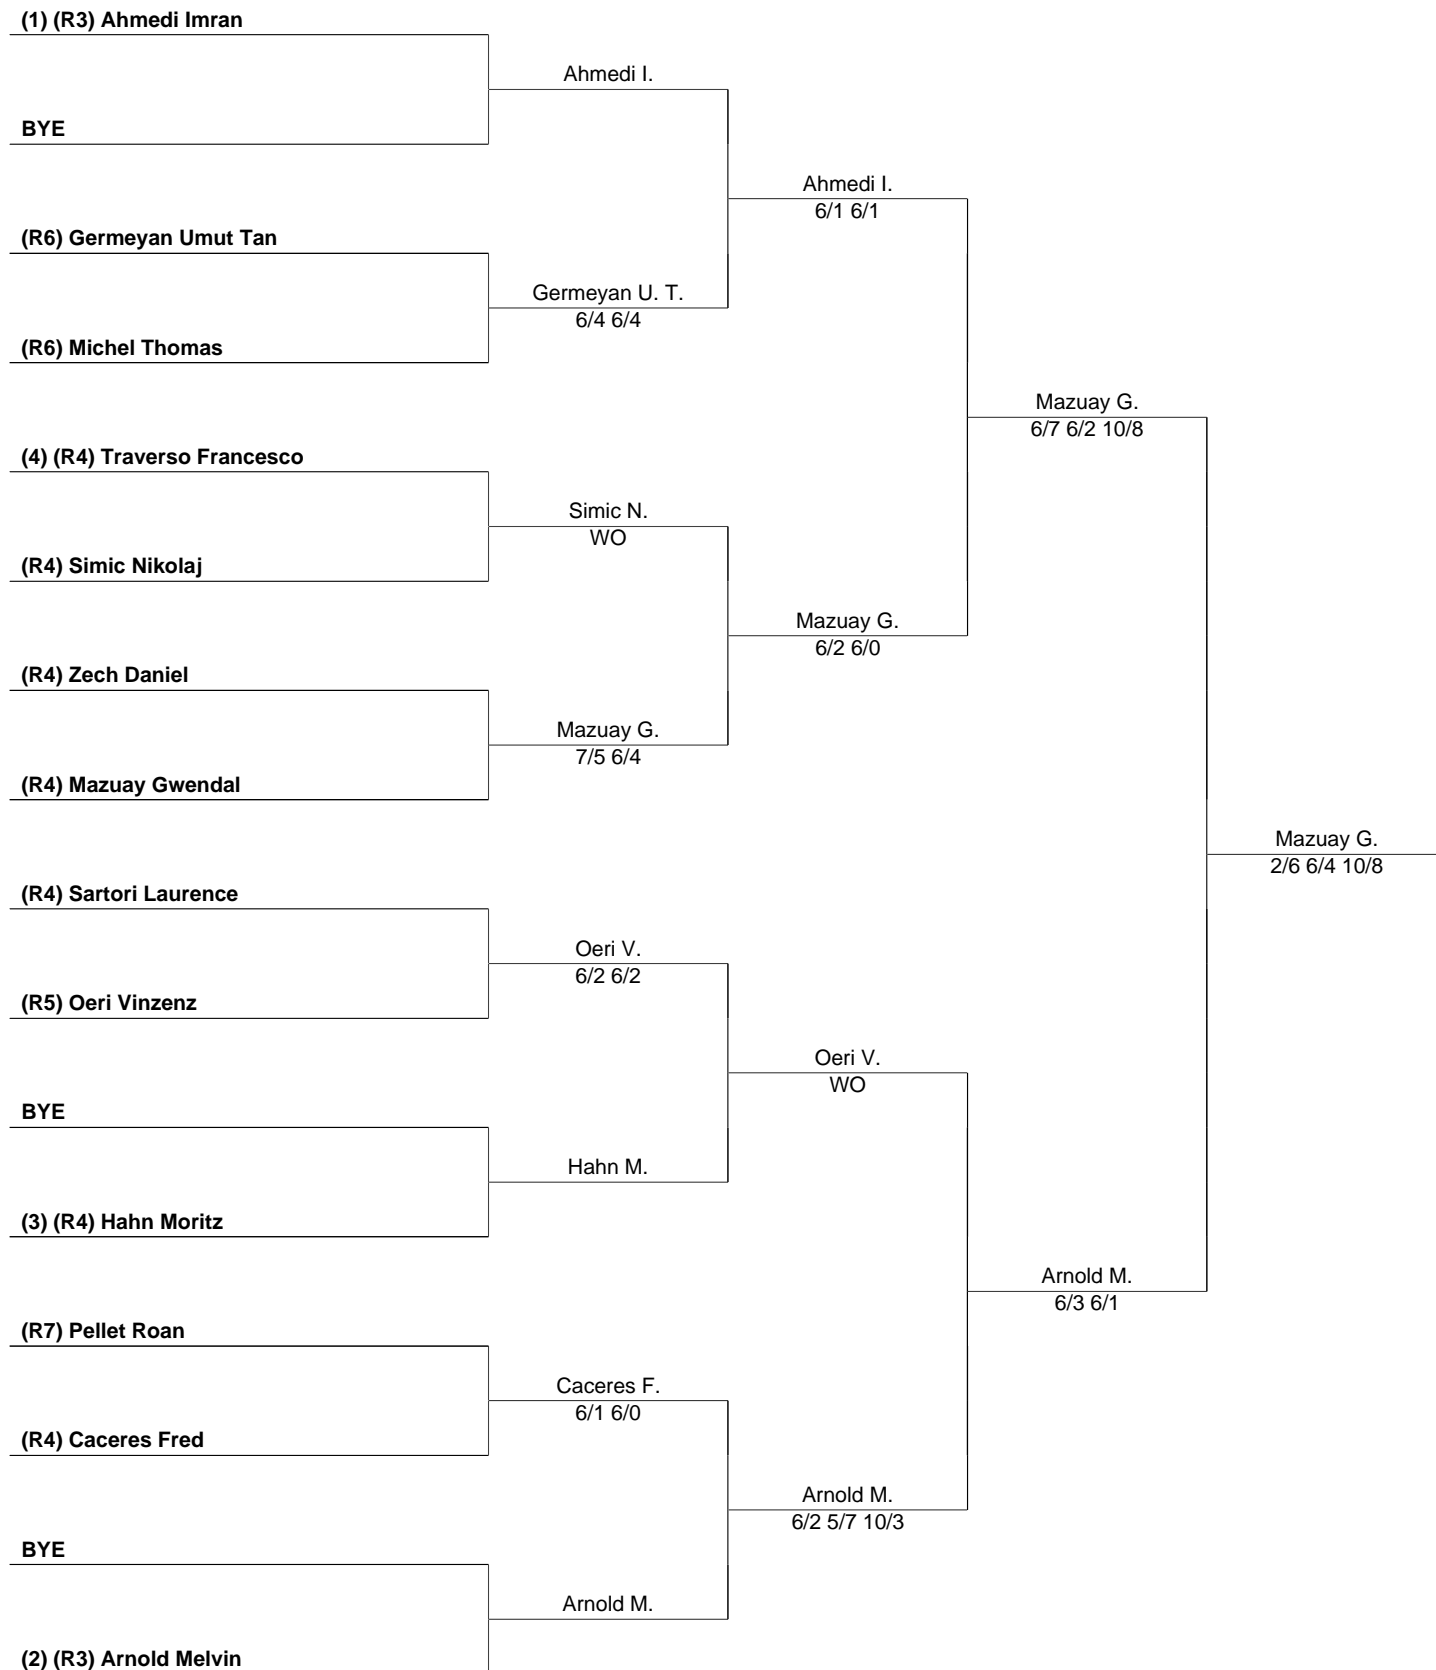 (1) (R3) Ahmedi Imran
Ahmedi I.
BYE
Ahmedi I.
6/1 6/1
(R6) Germeyan Umut Tan
Germeyan U. T.
6/4 6/4
(R6) Michel Thomas
Mazuay G.
6/7 6/2 10/8
(4) (R4) Traverso Francesco
Simic N.
WO
(R4) Simic Nikolaj
Mazuay G.
6/2 6/0
(R4) Zech Daniel
Mazuay G.
7/5 6/4
(R4) Mazuay Gwendal
Mazuay G.
2/6 6/4 10/8
(R4) Sartori Laurence
Oeri V.
6/2 6/2
(R5) Oeri Vinzenz
Oeri V.
WO
BYE
Hahn M.
(3) (R4) Hahn Moritz
Arnold M.
6/3 6/1
(R7) Pellet Roan
Caceres F.
6/1 6/0
(R4) Caceres Fred
Arnold M.
6/2 5/7 10/3
BYE
Arnold M.
(2) (R3) Arnold Melvin